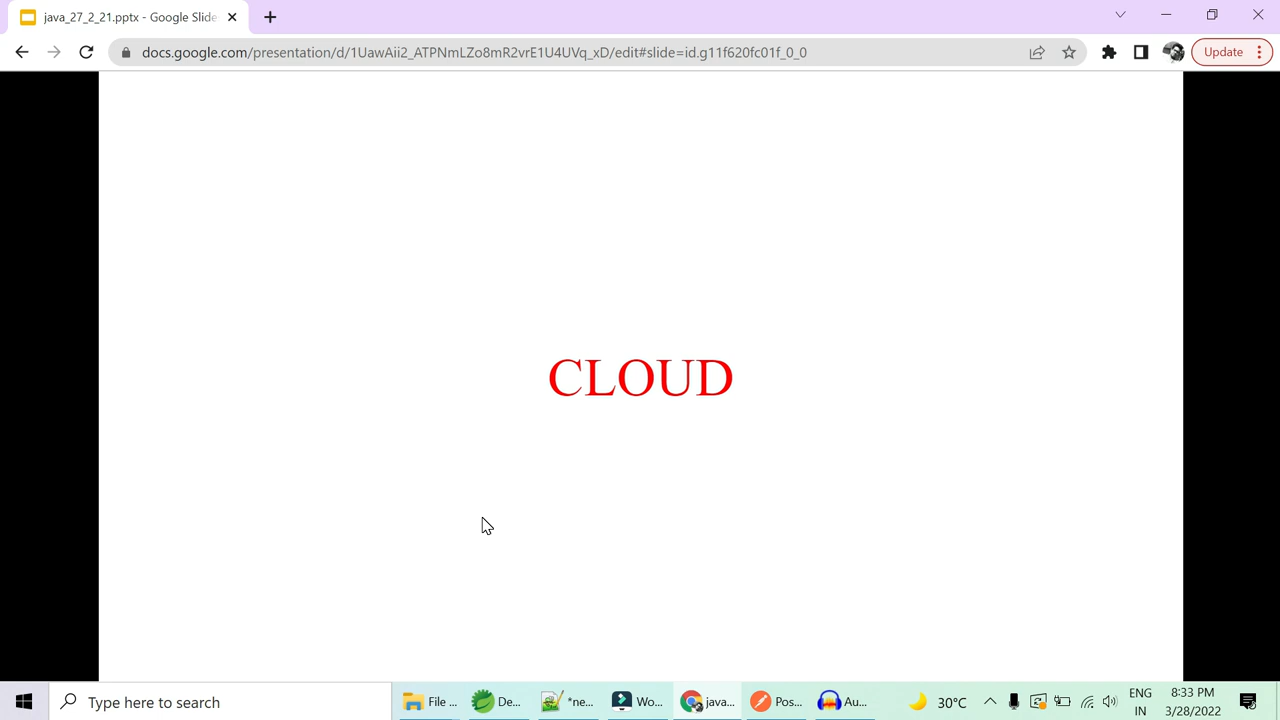 java_27_2_21.pptx - Google Slide
docs.google.com/presentation/d/1UawAii2_ATPNmLZo8mR2vrE1U4UVq_xD/edit#slide=id.g11f620fc01f_0_0
Update
CLOUD
Type here to search
File ...
De...
*ne...
Wo...
java...
Pos...
Au...
30°C
ENG
IN
8:33 PM
3/28/2022